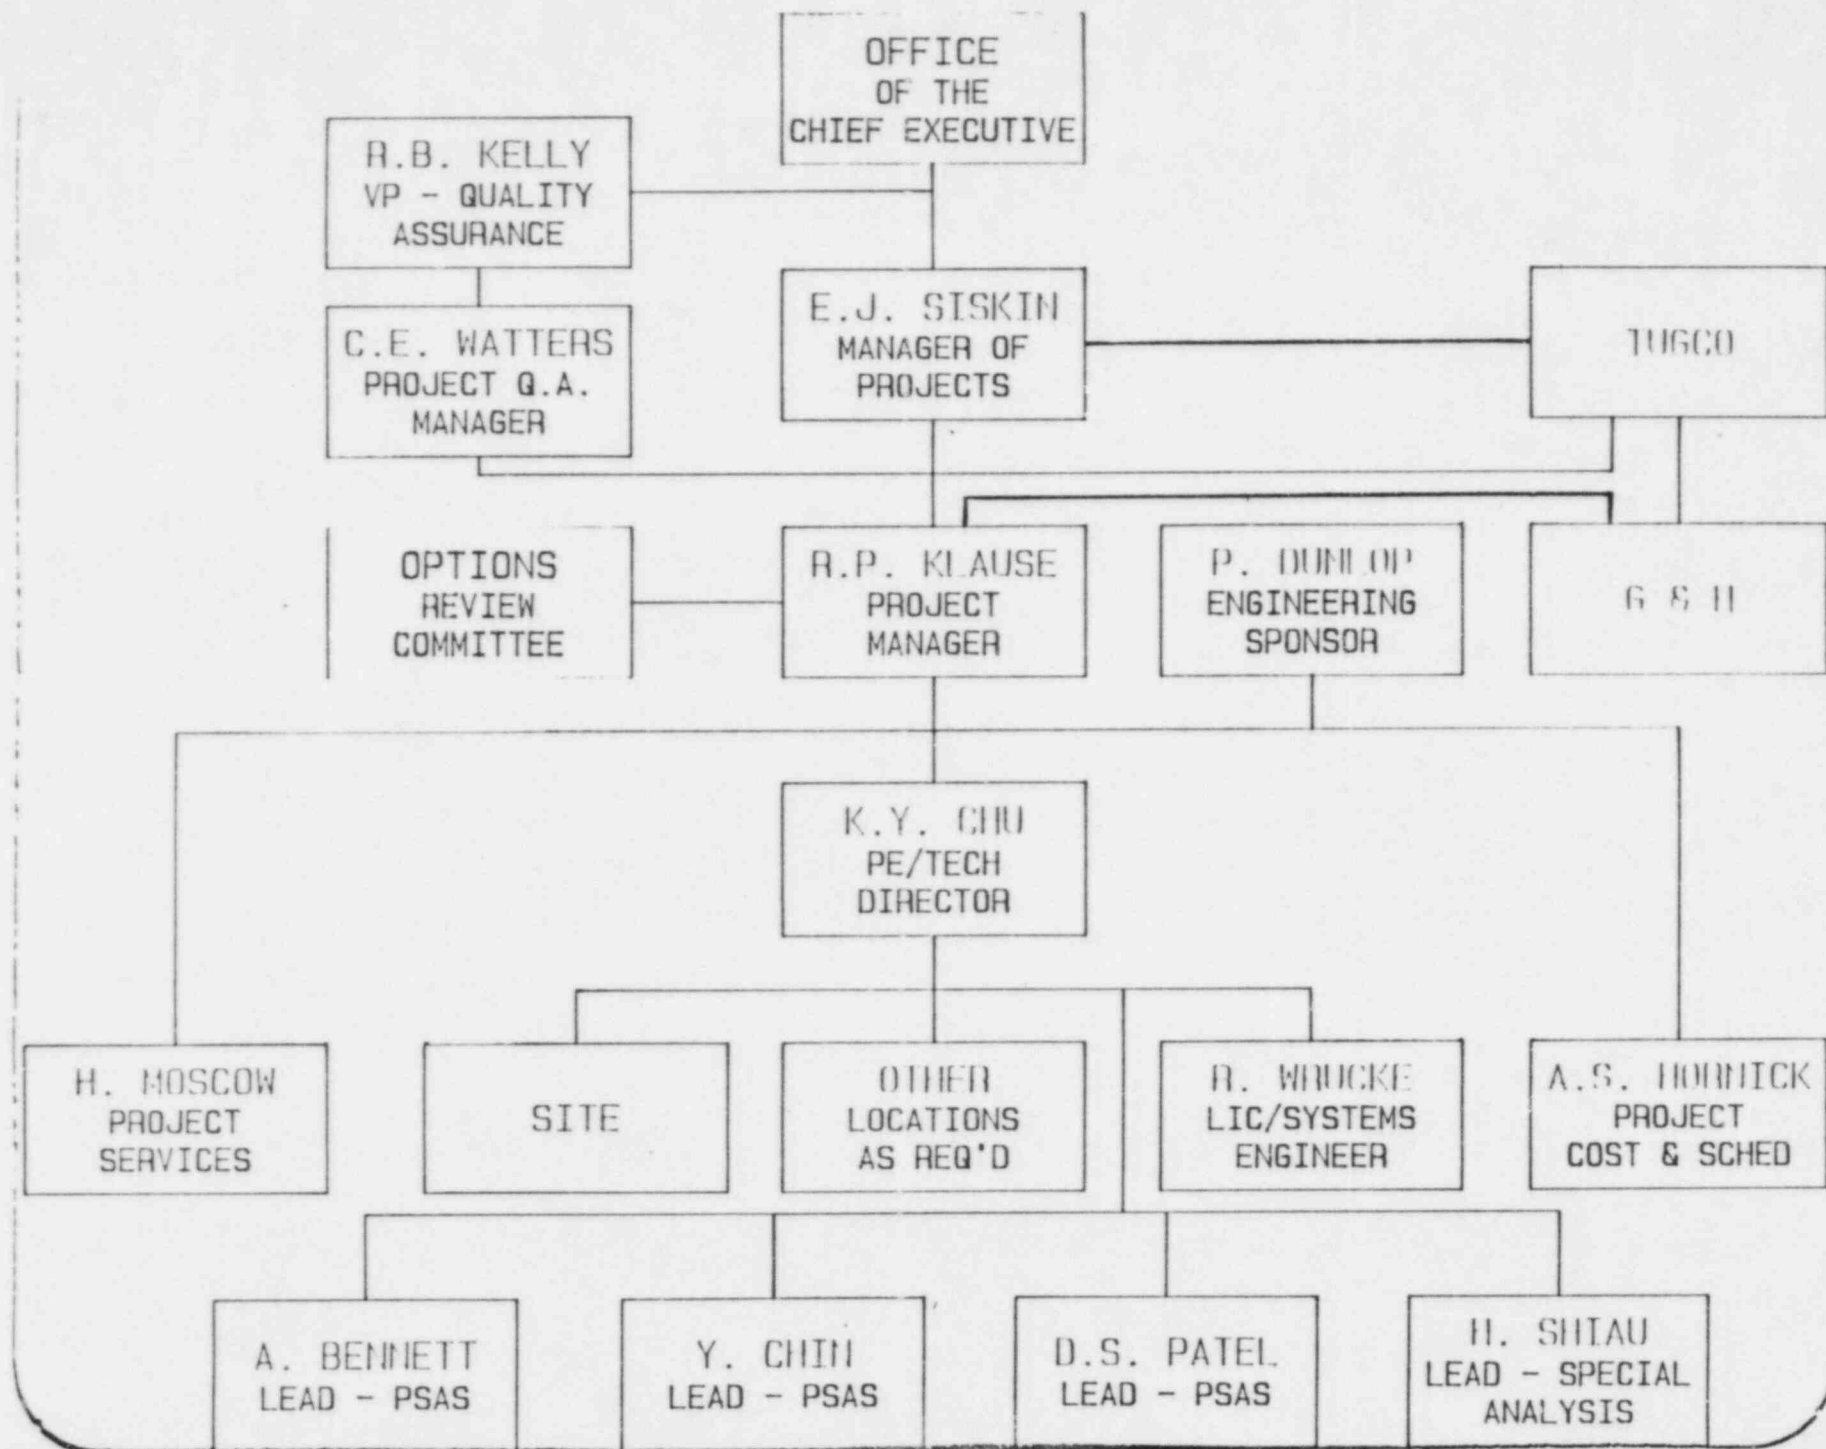 OFFICE
OF THE
CHIEF EXECUTIVE
R.B. KELLY
VP - QUALITY
ASSURANCE
C.E. WATTERS
PROJECT Q.A.
MANAGER
E.J. SISKIN
MANAGER OF
PROJECTS
TUGCO
OPTIONS
REVIEW
COMMITTEE
R.P. KLAUSE
PROJECT
MANAGER
P. DUNLOP
ENGINEERING
SPONSOR
G & H
K.Y. CHU
PE/TECH
DIRECTOR
H. MOSCOW
PROJECT
SERVICES
SITE
OTHER
LOCATIONS
AS REQ'D
R. WRUCKE
LIC/SYSTEMS
ENGINEER
A.S. HORNICK
PROJECT
COST & SCHED
A. BENNETT
LEAD - PSAS
Y. CHIN
LEAD - PSAS
D.S. PATEL
LEAD - PSAS
H. SHIAU
LEAD - SPECIAL
ANALYSIS